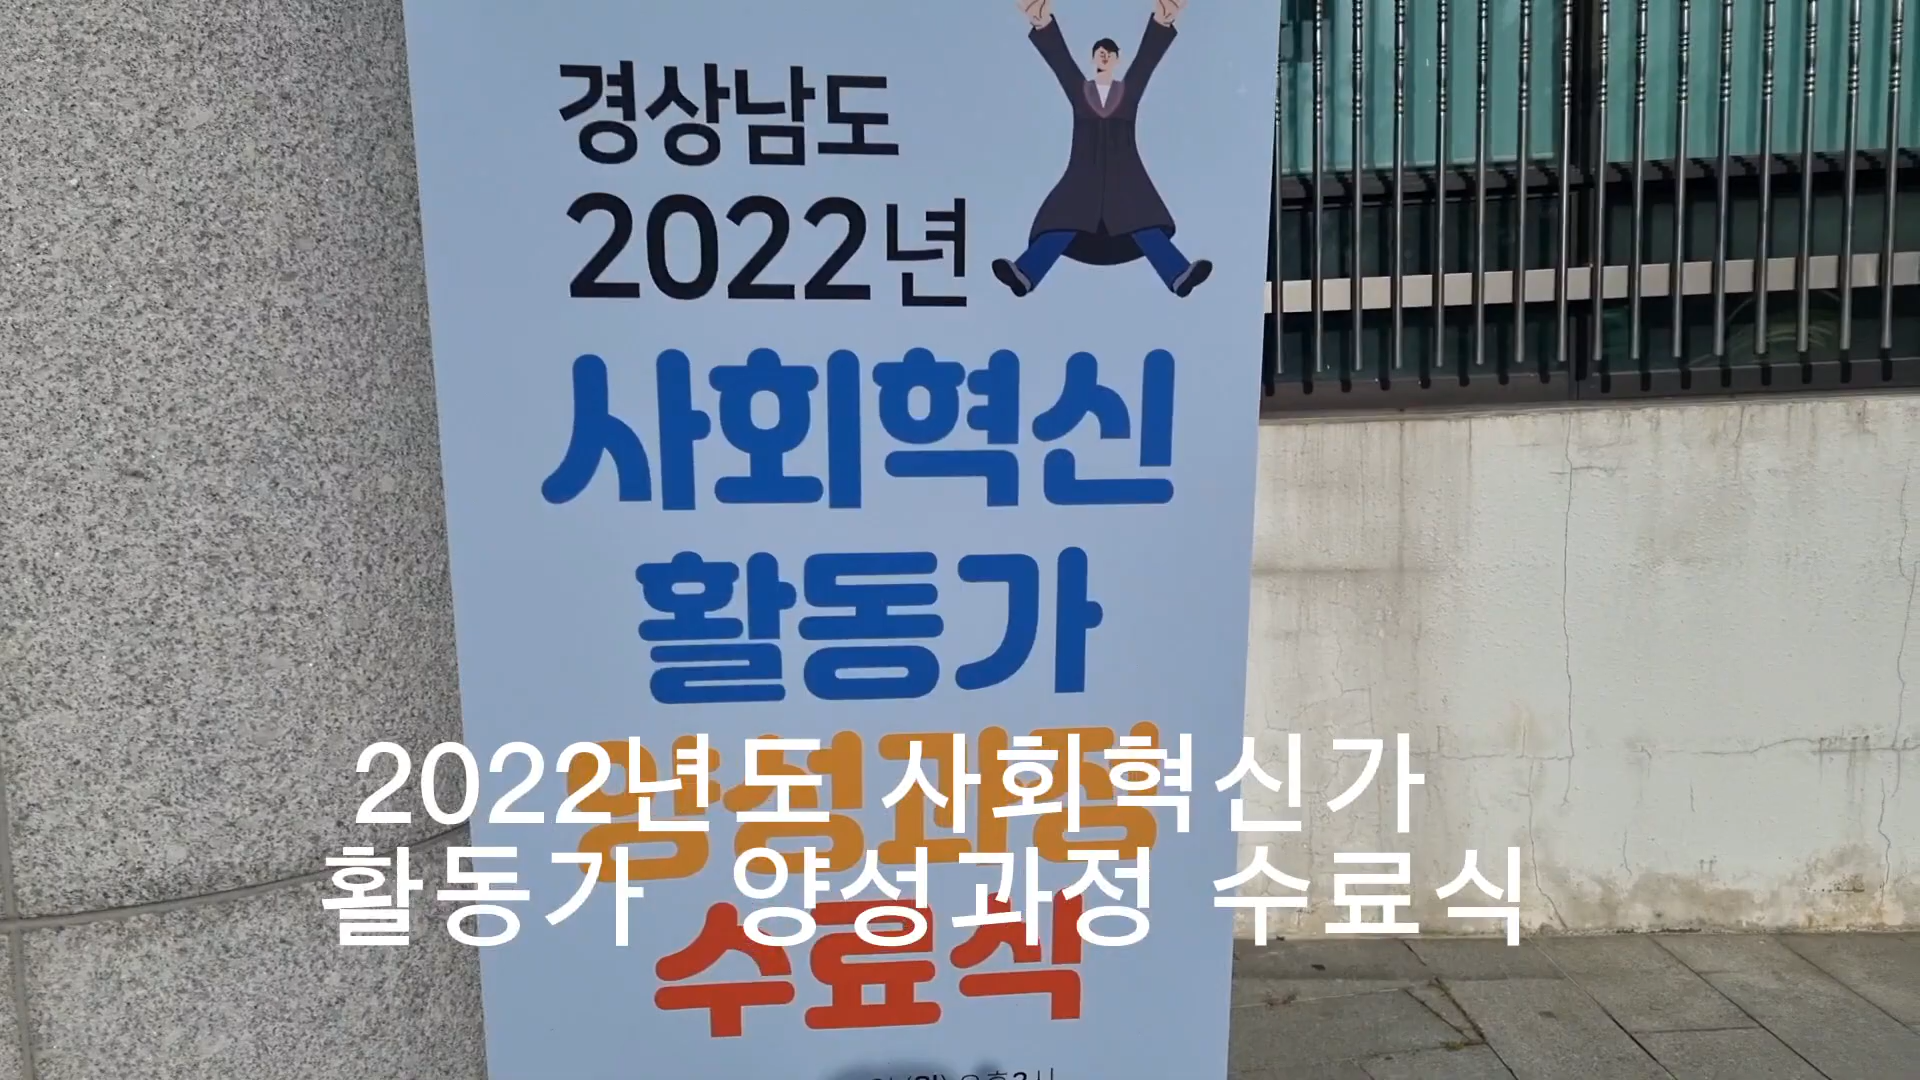 경상남도
2022년
사회혁신
활동가
양성과정
수료식
2022년도 사회혁신가
활동가 양성과정 수료식